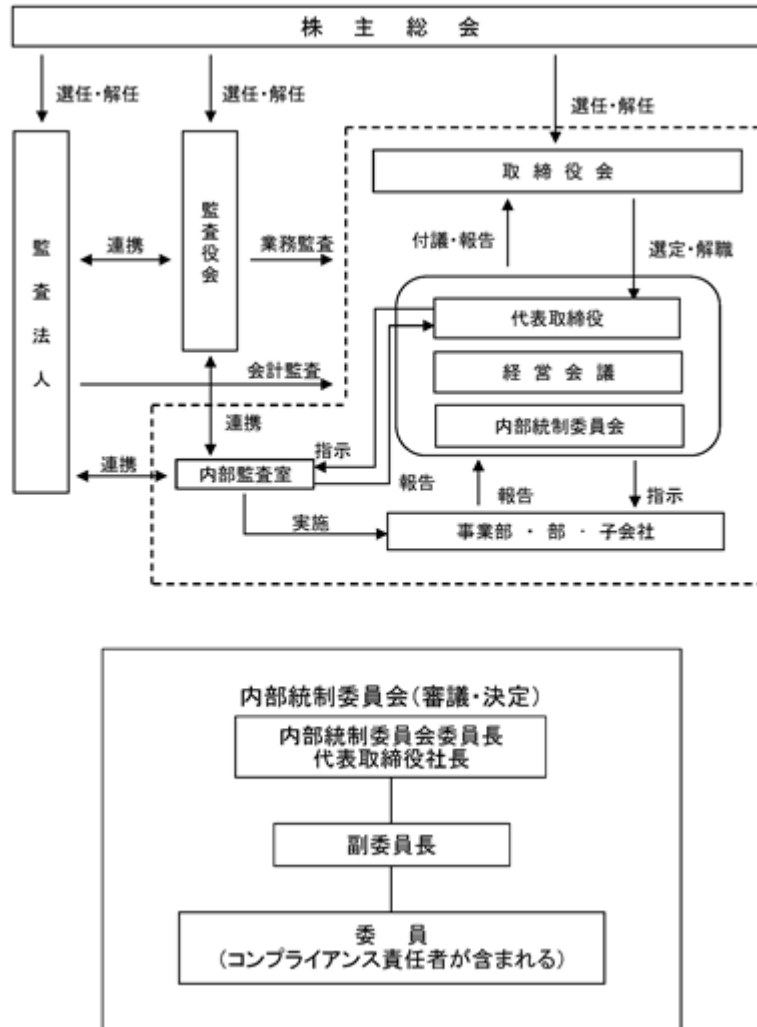 株主総会
選任・解任
選任・解任
選任・解任
監査法人
監査役会
取締役会
連携
業務監査
付議・報告
選定・解職
代表取締役
会計監査
経営会議
連携
内部統制委員会
指示
連携
内部監査室
報告
報告
指示
実施
事業部・部・子会社
内部統制委員会(審議・決定)
内部統制委員会委員長
代表取締役社長
副委員長
委員
(コンプライアンス責任者が含まれる)